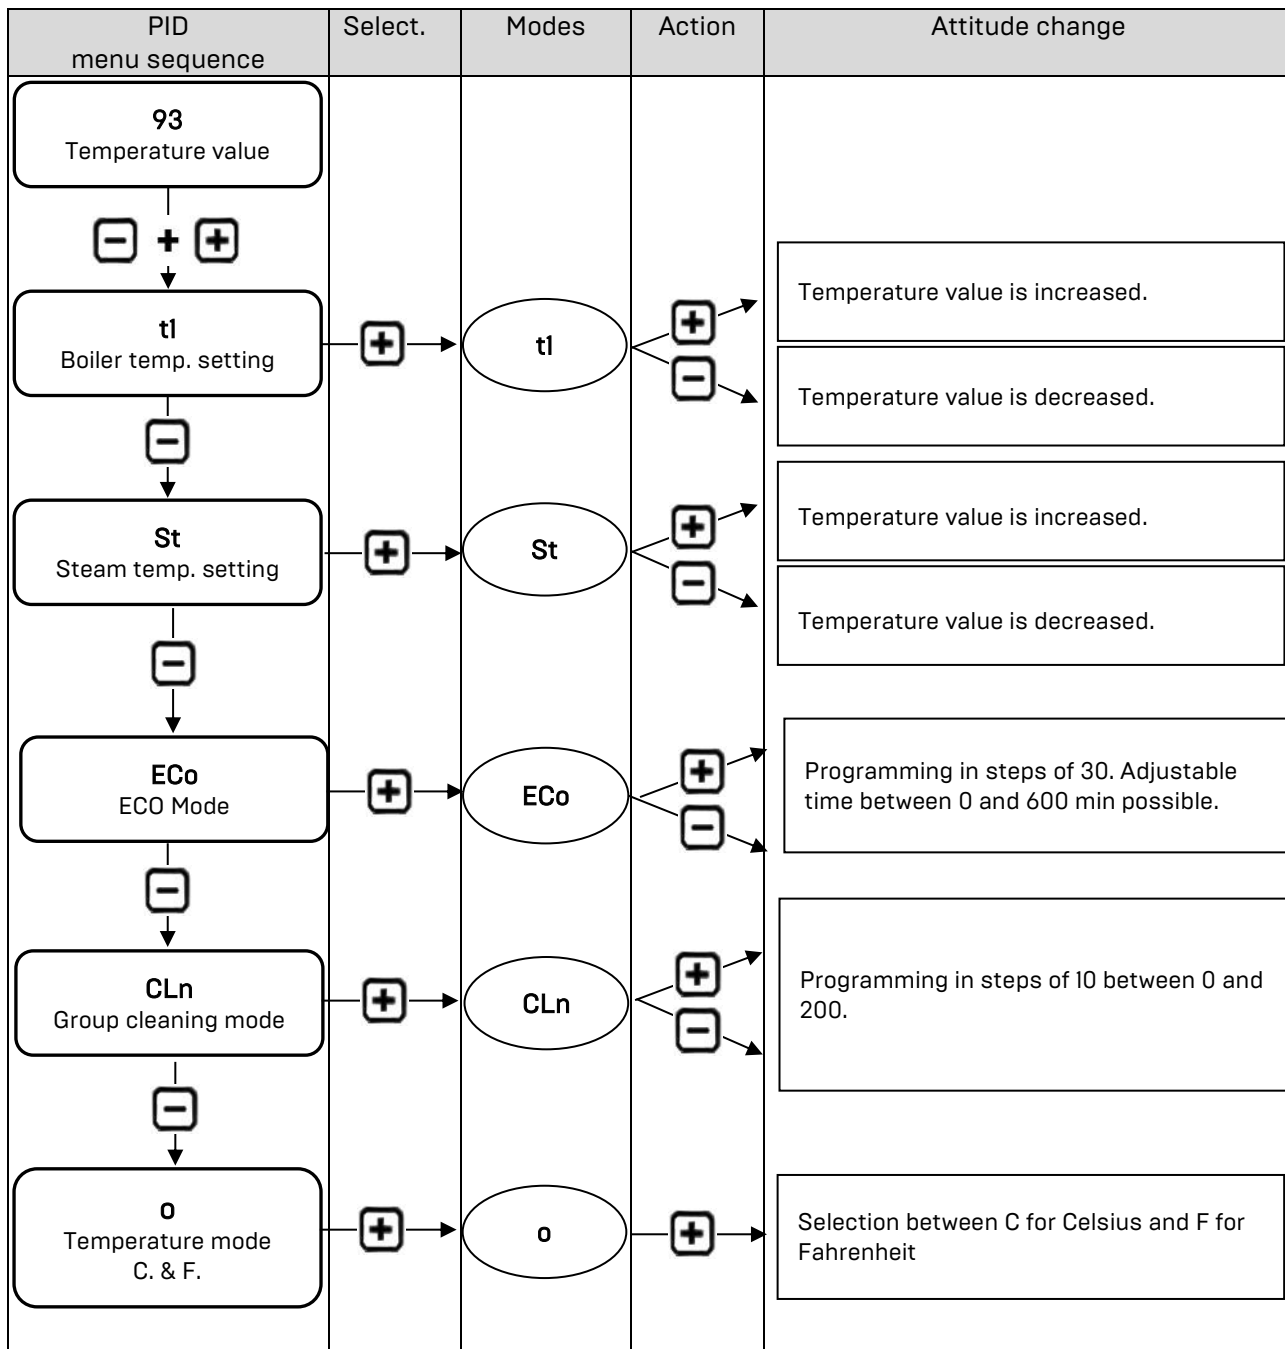 PID
menu sequence
Select.
Modes
Action
Attitude change
93
Temperature value
- + +
t1
Boiler temp. setting
+
t1
+
-
Temperature value is increased.
Temperature value is decreased.
-
St
Steam temp. setting
+
St
+
-
Temperature value is increased.
Temperature value is decreased.
-
ECo
ECO Mode
+
ECo
+
-
Programming in steps of 30. Adjustable
time between 0 and 600 min possible.
-
CLn
Group cleaning mode
+
CLn
+
-
Programming in steps of 10 between 0 and
200.
-
o
Temperature mode
C. & F.
+
o
+
Selection between C for Celsius and F for
Fahrenheit